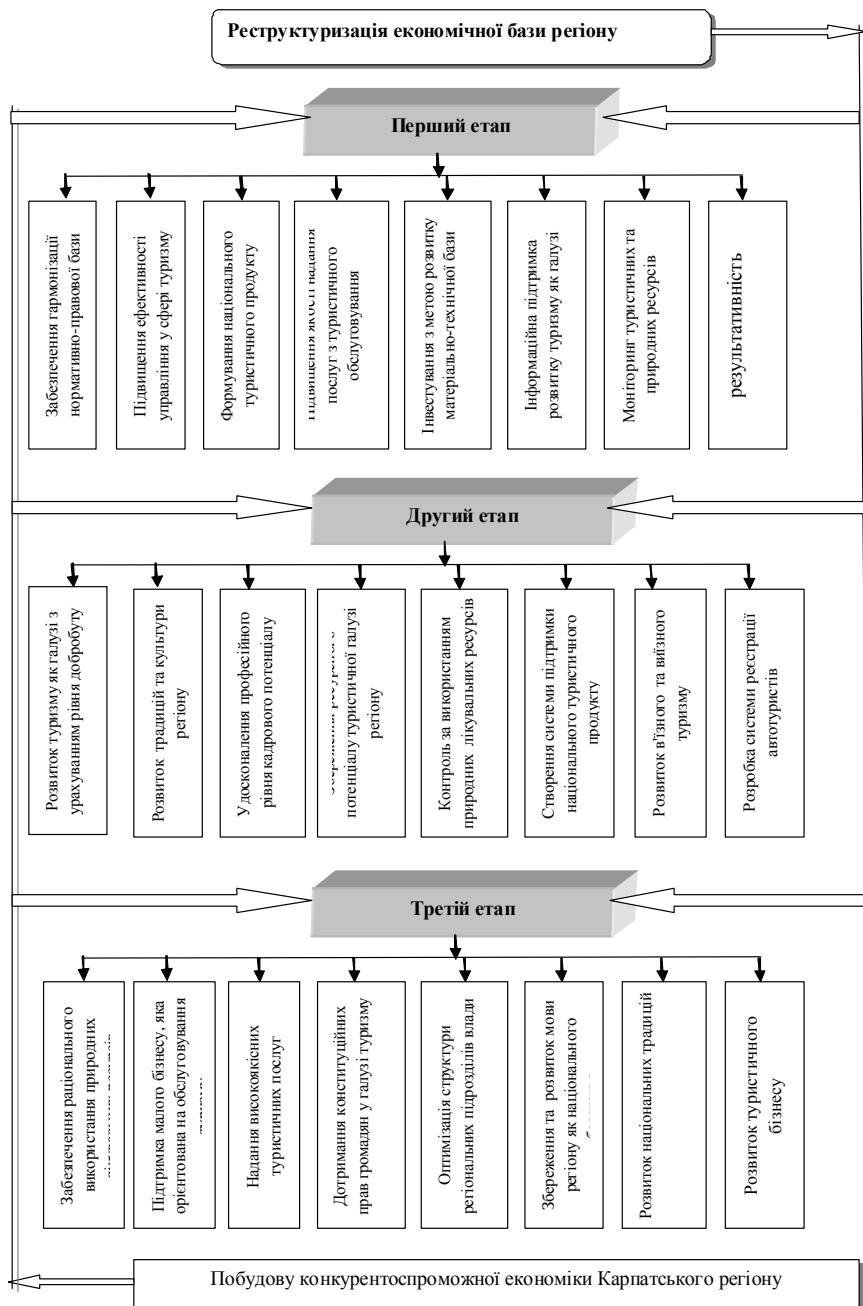 Реструктуризація економічної бази регіону
Перший етап
Забезпечення гармонізації
нормативно-правової бази
Підвищення ефективності
управління у сфері туризму
Формування національного
туристичного продукту
Підвищення якості надання
послуг з туристичного
обслуговування
Інвестування з метою розвитку
матеріально-технічної бази
Інформаційна підтримка
розвитку туризму як галузі
Моніторинг туристичних та
природних ресурсів
результативність
Другий етап
Розвиток туризму як галузі з
урахуванням рівня добробуту
Розвиток традицій та культури
регіону
Удосконалення професійного
рівня кадрового потенціалу
потенціалу туристичної галузі
регіону
Контроль за використанням
природних лікувальних ресурсів
Створення системи підтримки
національного туристичного
продукту
Розвиток в'їзного та виїзного
туризму
Розробка системи реєстрації
автотуристів
Третій етап
Забезпечення раціонального
використання природних
Підтримка малого бізнесу, яка
орієнтована на обслуговування
Надання високоякісних
туристичних послуг
Дотримання конституційних
прав громадян у галузі туризму
Оптимізація структури
регіональних підрозділів влади
Збереження та розвиток мови
регіону як національного
Розвиток національних традицій
Розвиток туристичного
бізнесу
Побудову конкурентоспроможної економіки Карпатського регіону